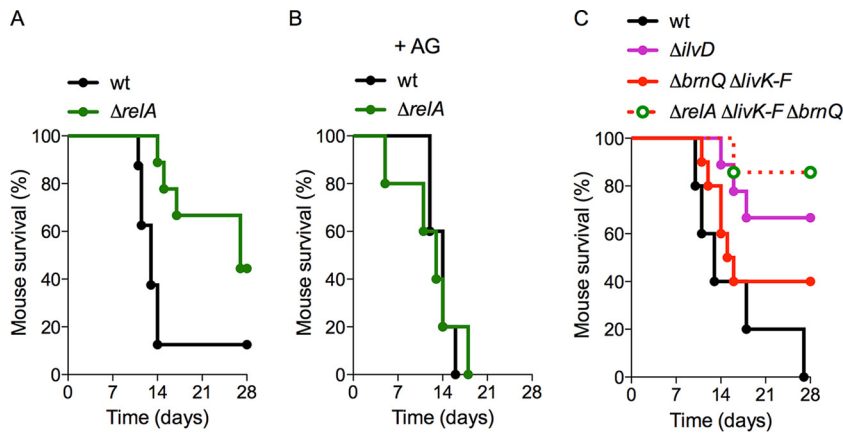 A
wt
ΔrelA
Mouse survival (%)
100
80
60
40
20
0
0 7 14 21 28
Time (days)
B
+ AG
wt
ΔrelA
Mouse survival (%)
100
80
60
40
20
0
0 7 14 21 28
Time (days)
C
wt
ΔilvD
ΔbrnQ ΔlivK-F
ΔrelA ΔlivK-F ΔbrnQ
Mouse survival (%)
100
80
60
40
20
0
0 7 14 21 28
Time (days)